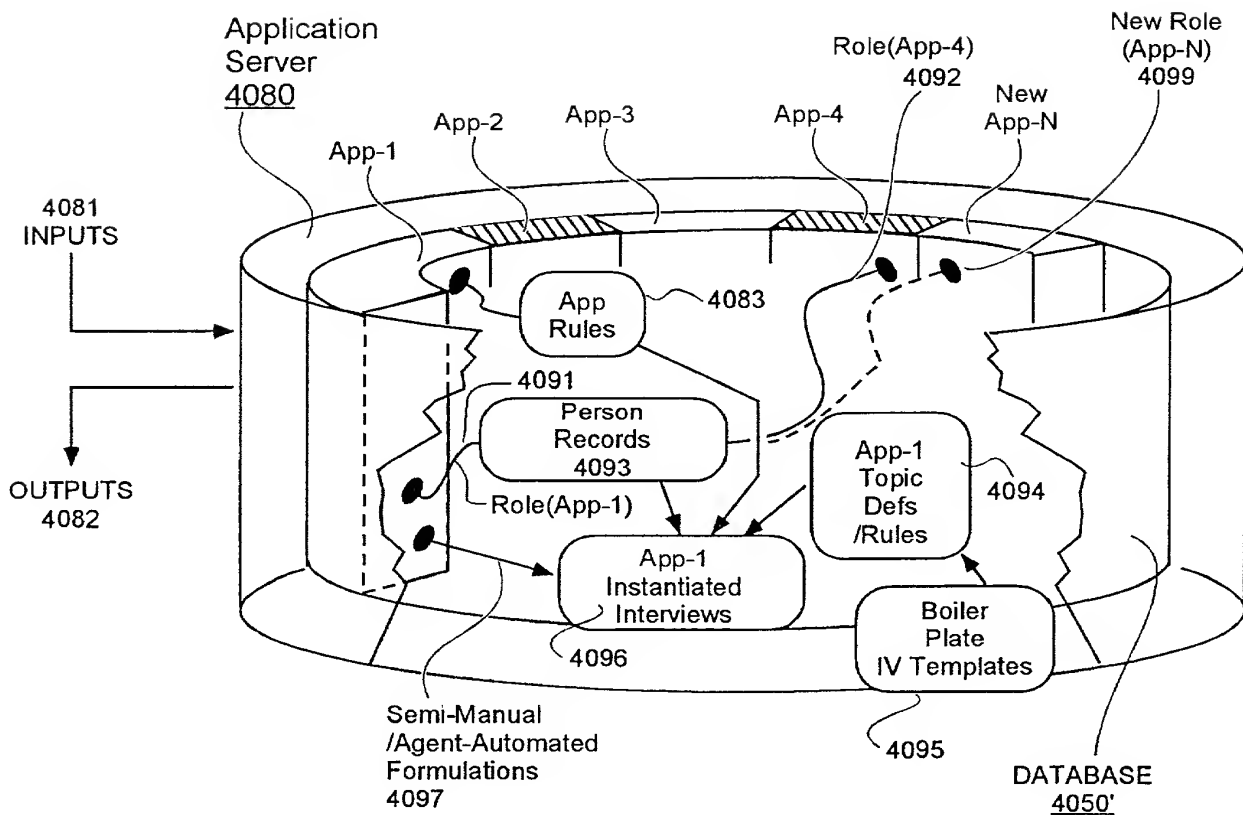 Application
Server
4080
Role(App-4)
4092
New Role
(App-N)
4099
App-1
App-2
App-3
App-4
New
App-N
4081
INPUTS
OUTPUTS
4082
App
Rules
4083
4091
Person
Records
4093
Role(App-1)
App-1
Topic
Defs
/Rules
4094
App-1
Instantiated
Interviews
4096
Boiler
Plate
IV Templates
4095
Semi-Manual
/Agent-Automated
Formulations
4097
DATABASE
4050'